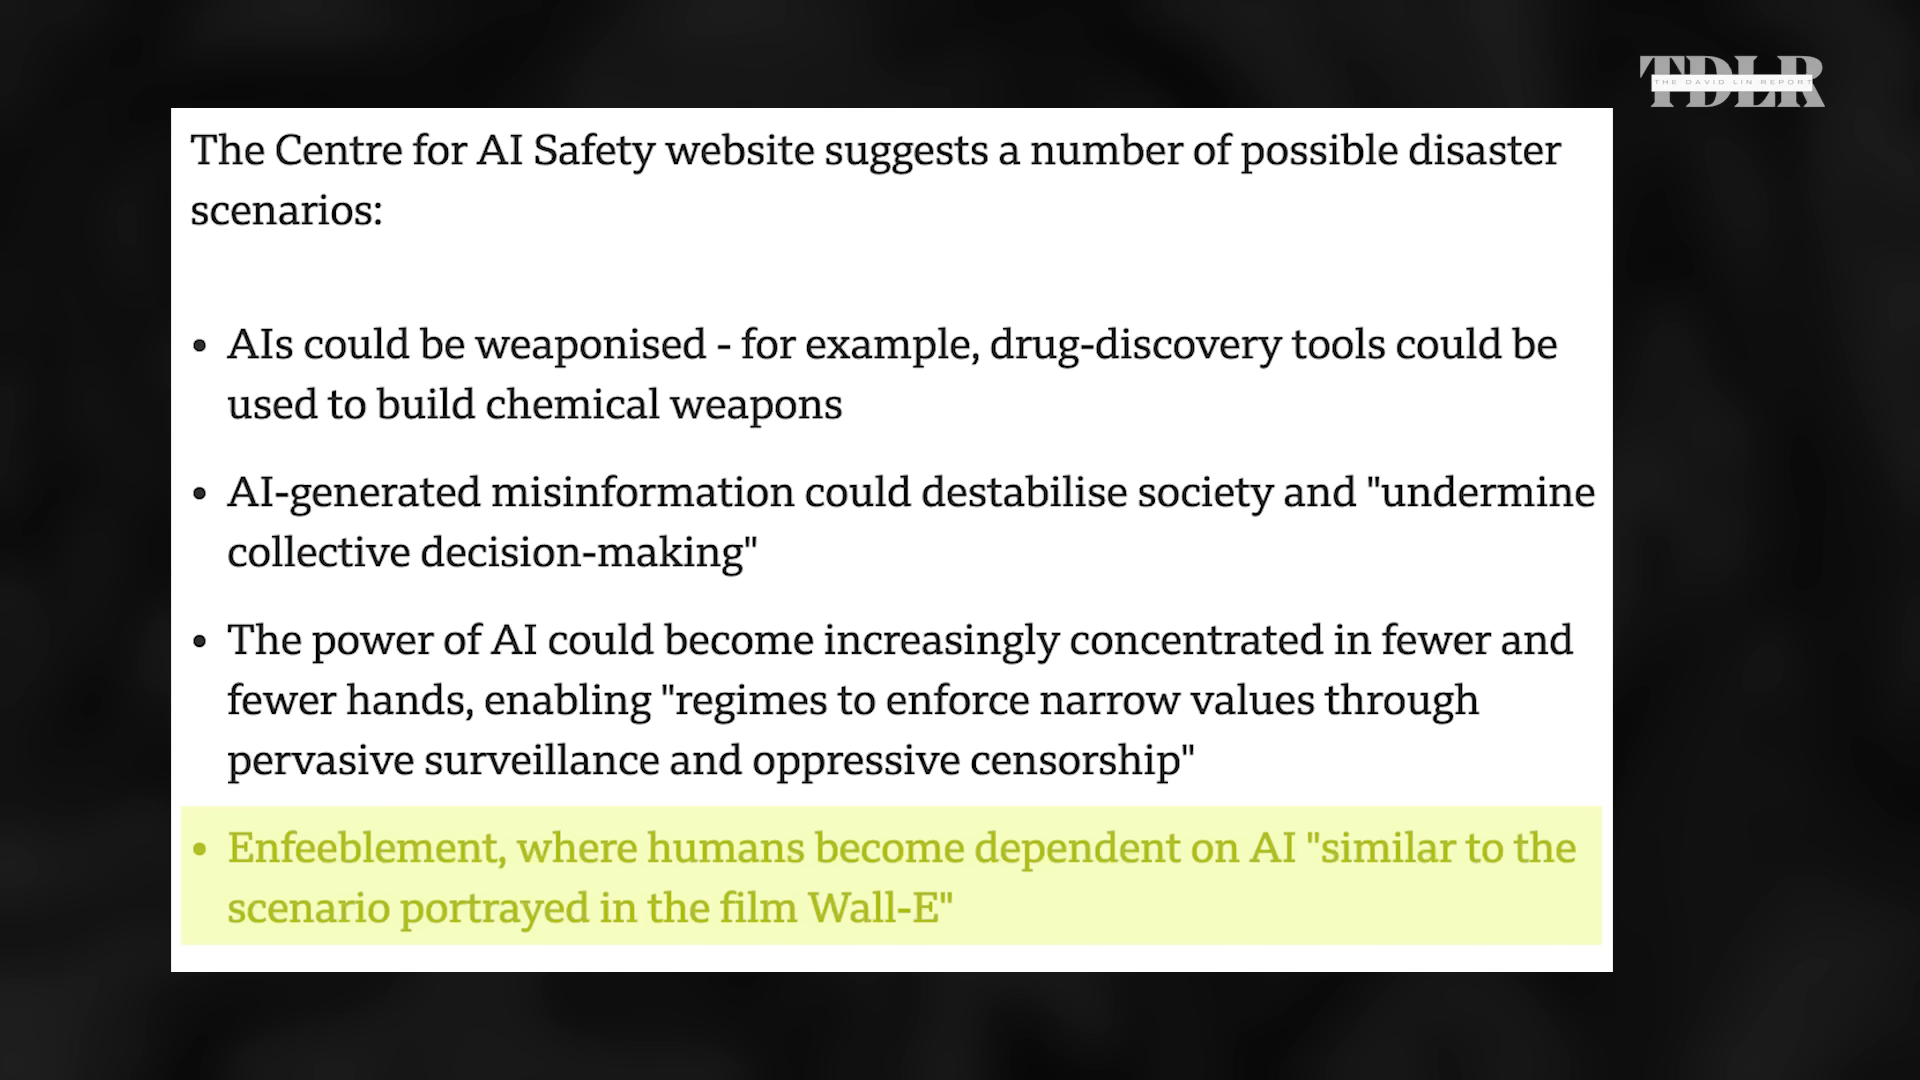 TDLR
THE DAVID LIN REPORT
The Centre for AI Safety website suggests a number of possible disaster
scenarios:
• AIs could be weaponised - for example, drug-discovery tools could be
used to build chemical weapons
• AI-generated misinformation could destabilise society and "undermine
collective decision-making"
• The power of AI could become increasingly concentrated in fewer and
fewer hands, enabling "regimes to enforce narrow values through
pervasive surveillance and oppressive censorship"
• Enfeeblement, where humans become dependent on AI "similar to the
scenario portrayed in the film Wall-E"